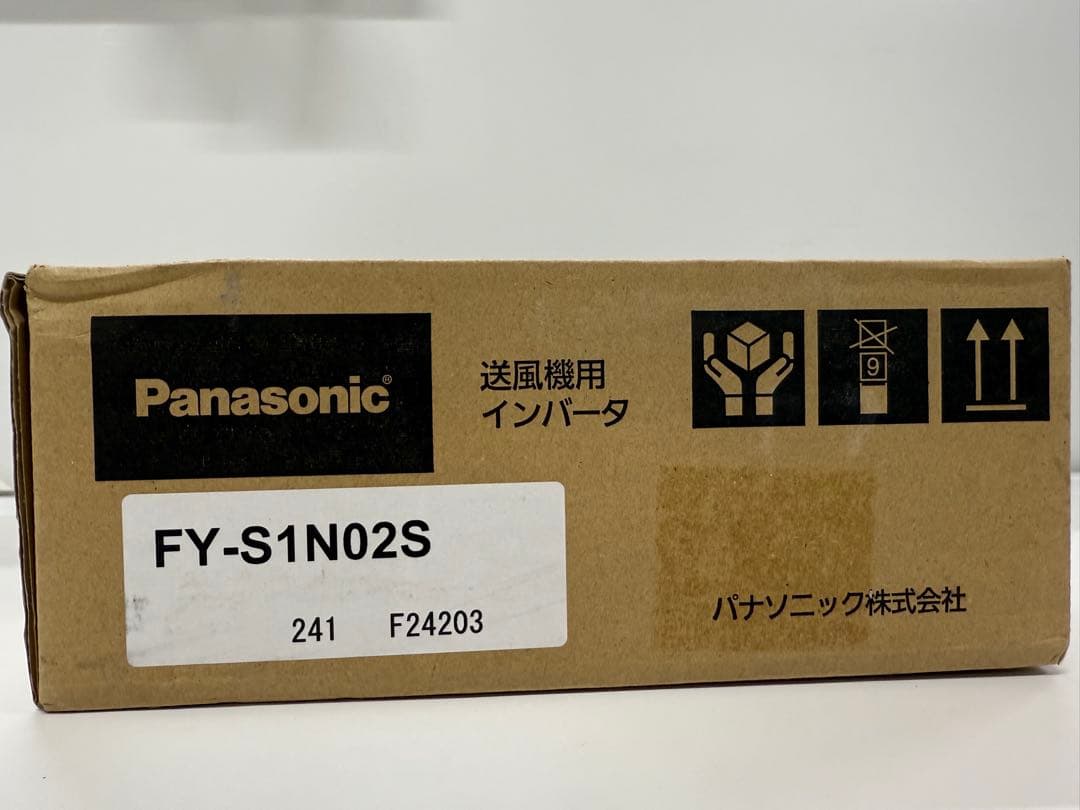 Panasonic®
送風機用
インバータ
9
FY-S1N02S
241 F24203
パナソニック株式会社